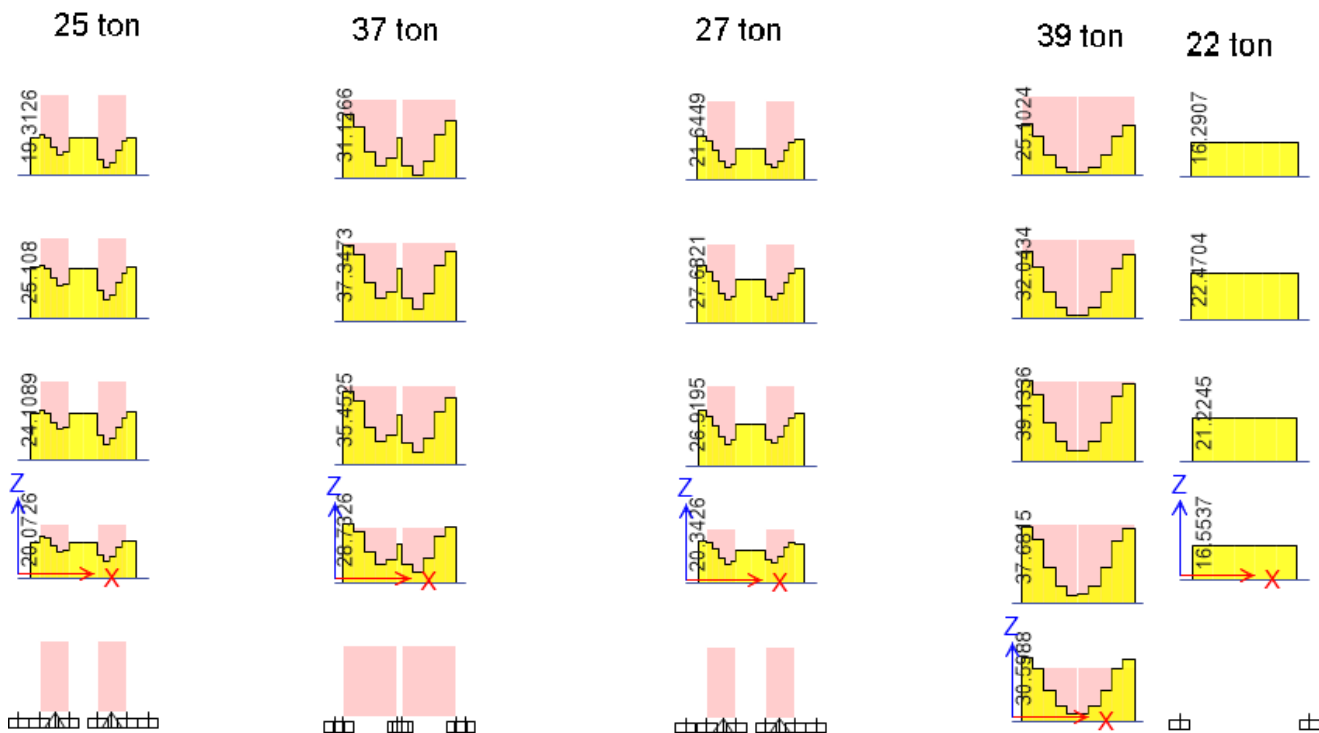 25 ton
37 ton
27 ton
39 ton
22 ton
19.3126
31.1266
21.6449
25.1024
16.2907
25.108
37.3473
27.6821
32.0434
22.4704
24.1089
35.4525
26.9195
39.1336
21.2245
Z
20.0726
X
Z
28.7326
X
Z
20.3426
X
37.6815
Z
16.5537
X
Z
30.5988
X